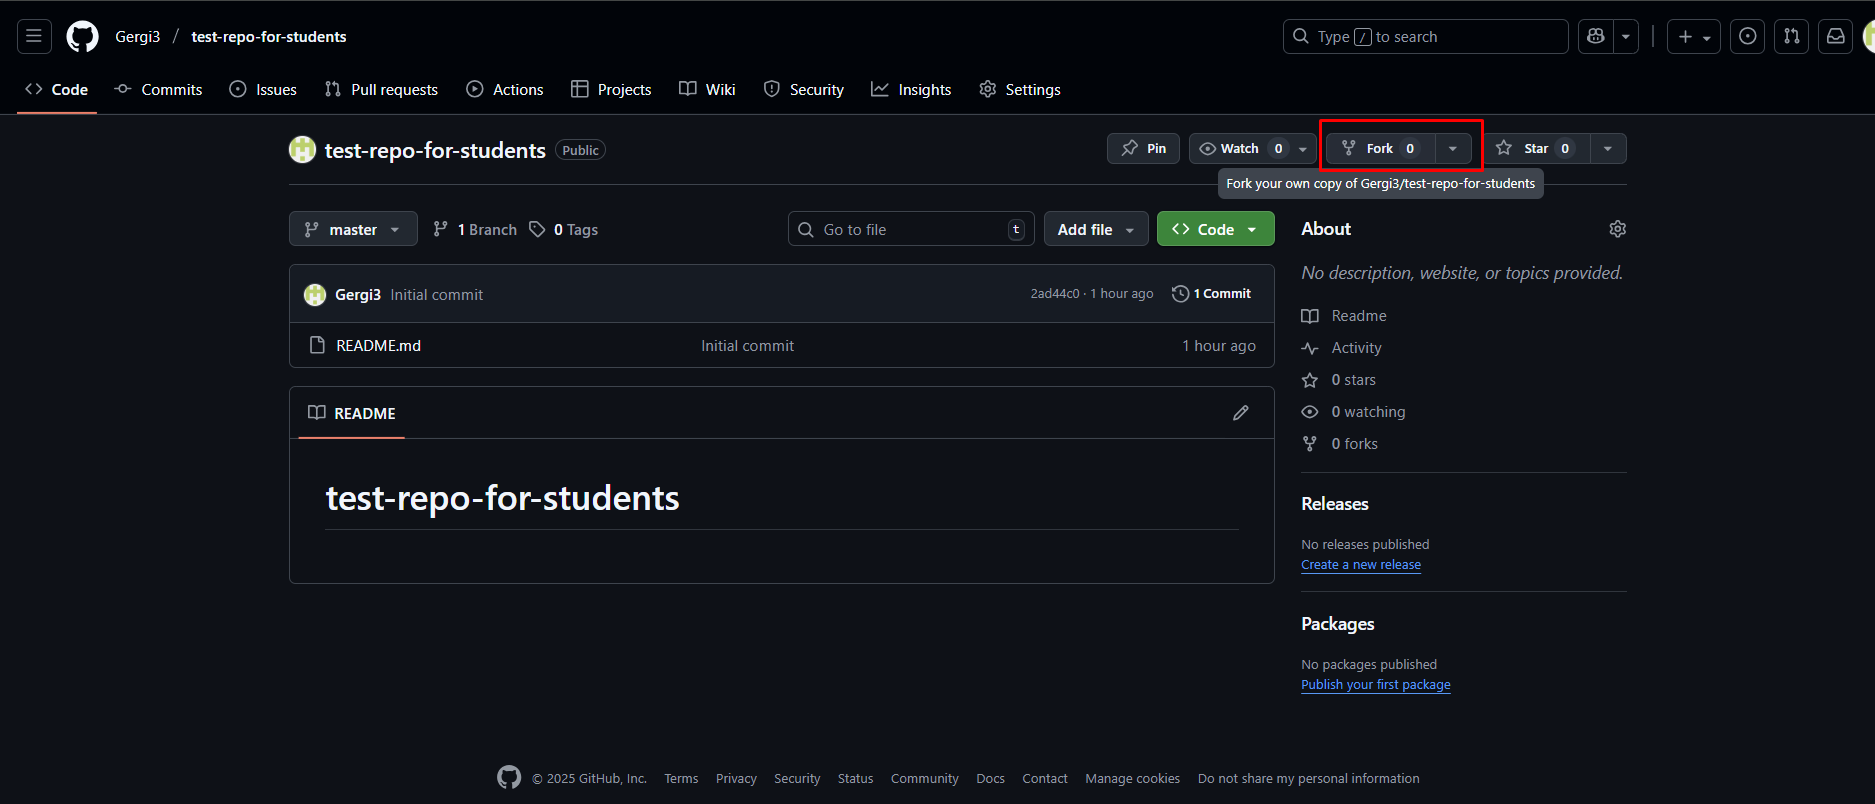 Gergi3 / test-repo-for-students
Type / to search
Code Commits Issues Pull requests Actions Projects Wiki Security Insights Settings
test-repo-for-students Public
Pin Watch 0 Fork 0 Star 0
Fork your own copy of Gergi3/test-repo-for-students
master 1 Branch 0 Tags Go to file t Add file Code
Gergi3 Initial commit 2ad44c0 · 1 hour ago 1 Commit
README.md Initial commit 1 hour ago
README
test-repo-for-students
About
No description, website, or topics provided.
Readme
Activity
0 stars
0 watching
0 forks
Releases
No releases published
Create a new release
Packages
No packages published
Publish your first package
© 2025 GitHub, Inc. Terms Privacy Security Status Community Docs Contact Manage cookies Do not share my personal information